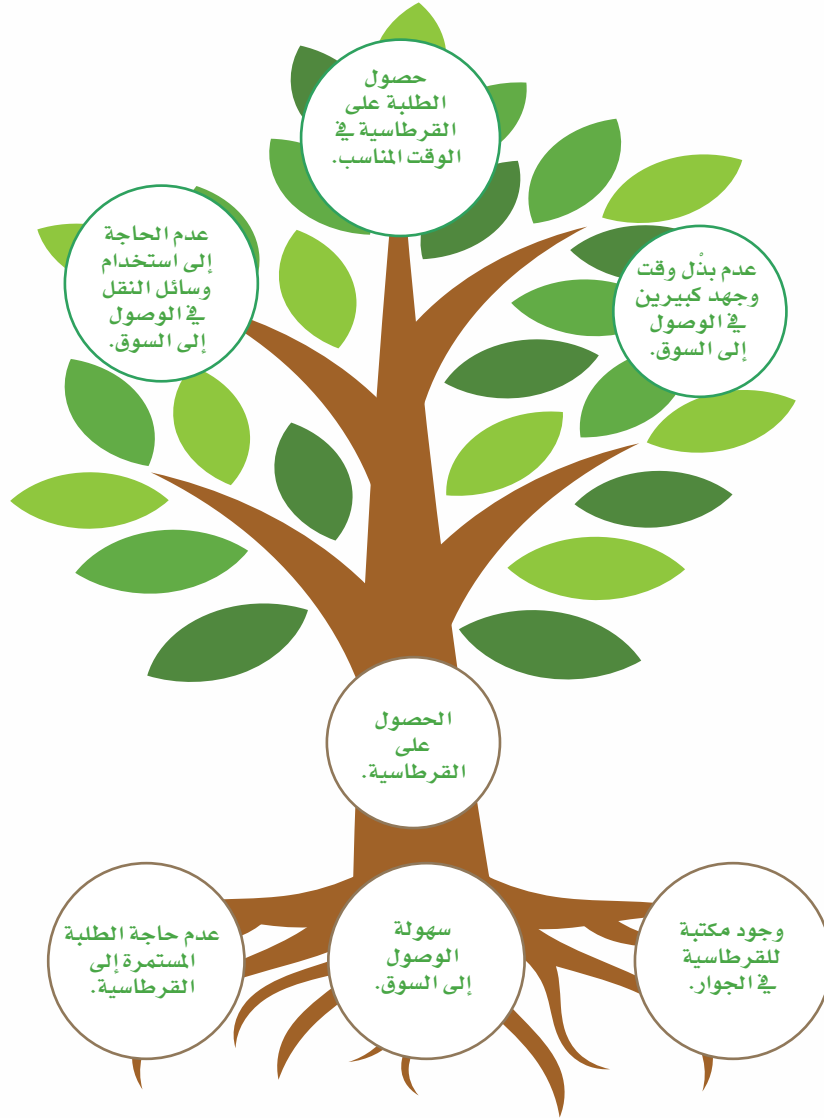 حصول
الطلبة على
القرطاسية في
الوقت المناسب.
عدم بذْل وقت
وجهد كبيرين
في الوصول
إلى السوق.
عدم الحاجة
إلى استخدام
وسائل النقل
في الوصول
إلى السوق.
الحصول
على
القرطاسية.
وجود مكتبة
للقرطاسية
في الجوار.
سهولة
الوصول
إلى السوق.
عدم حاجة الطلبة
المستمرة إلى
القرطاسية.